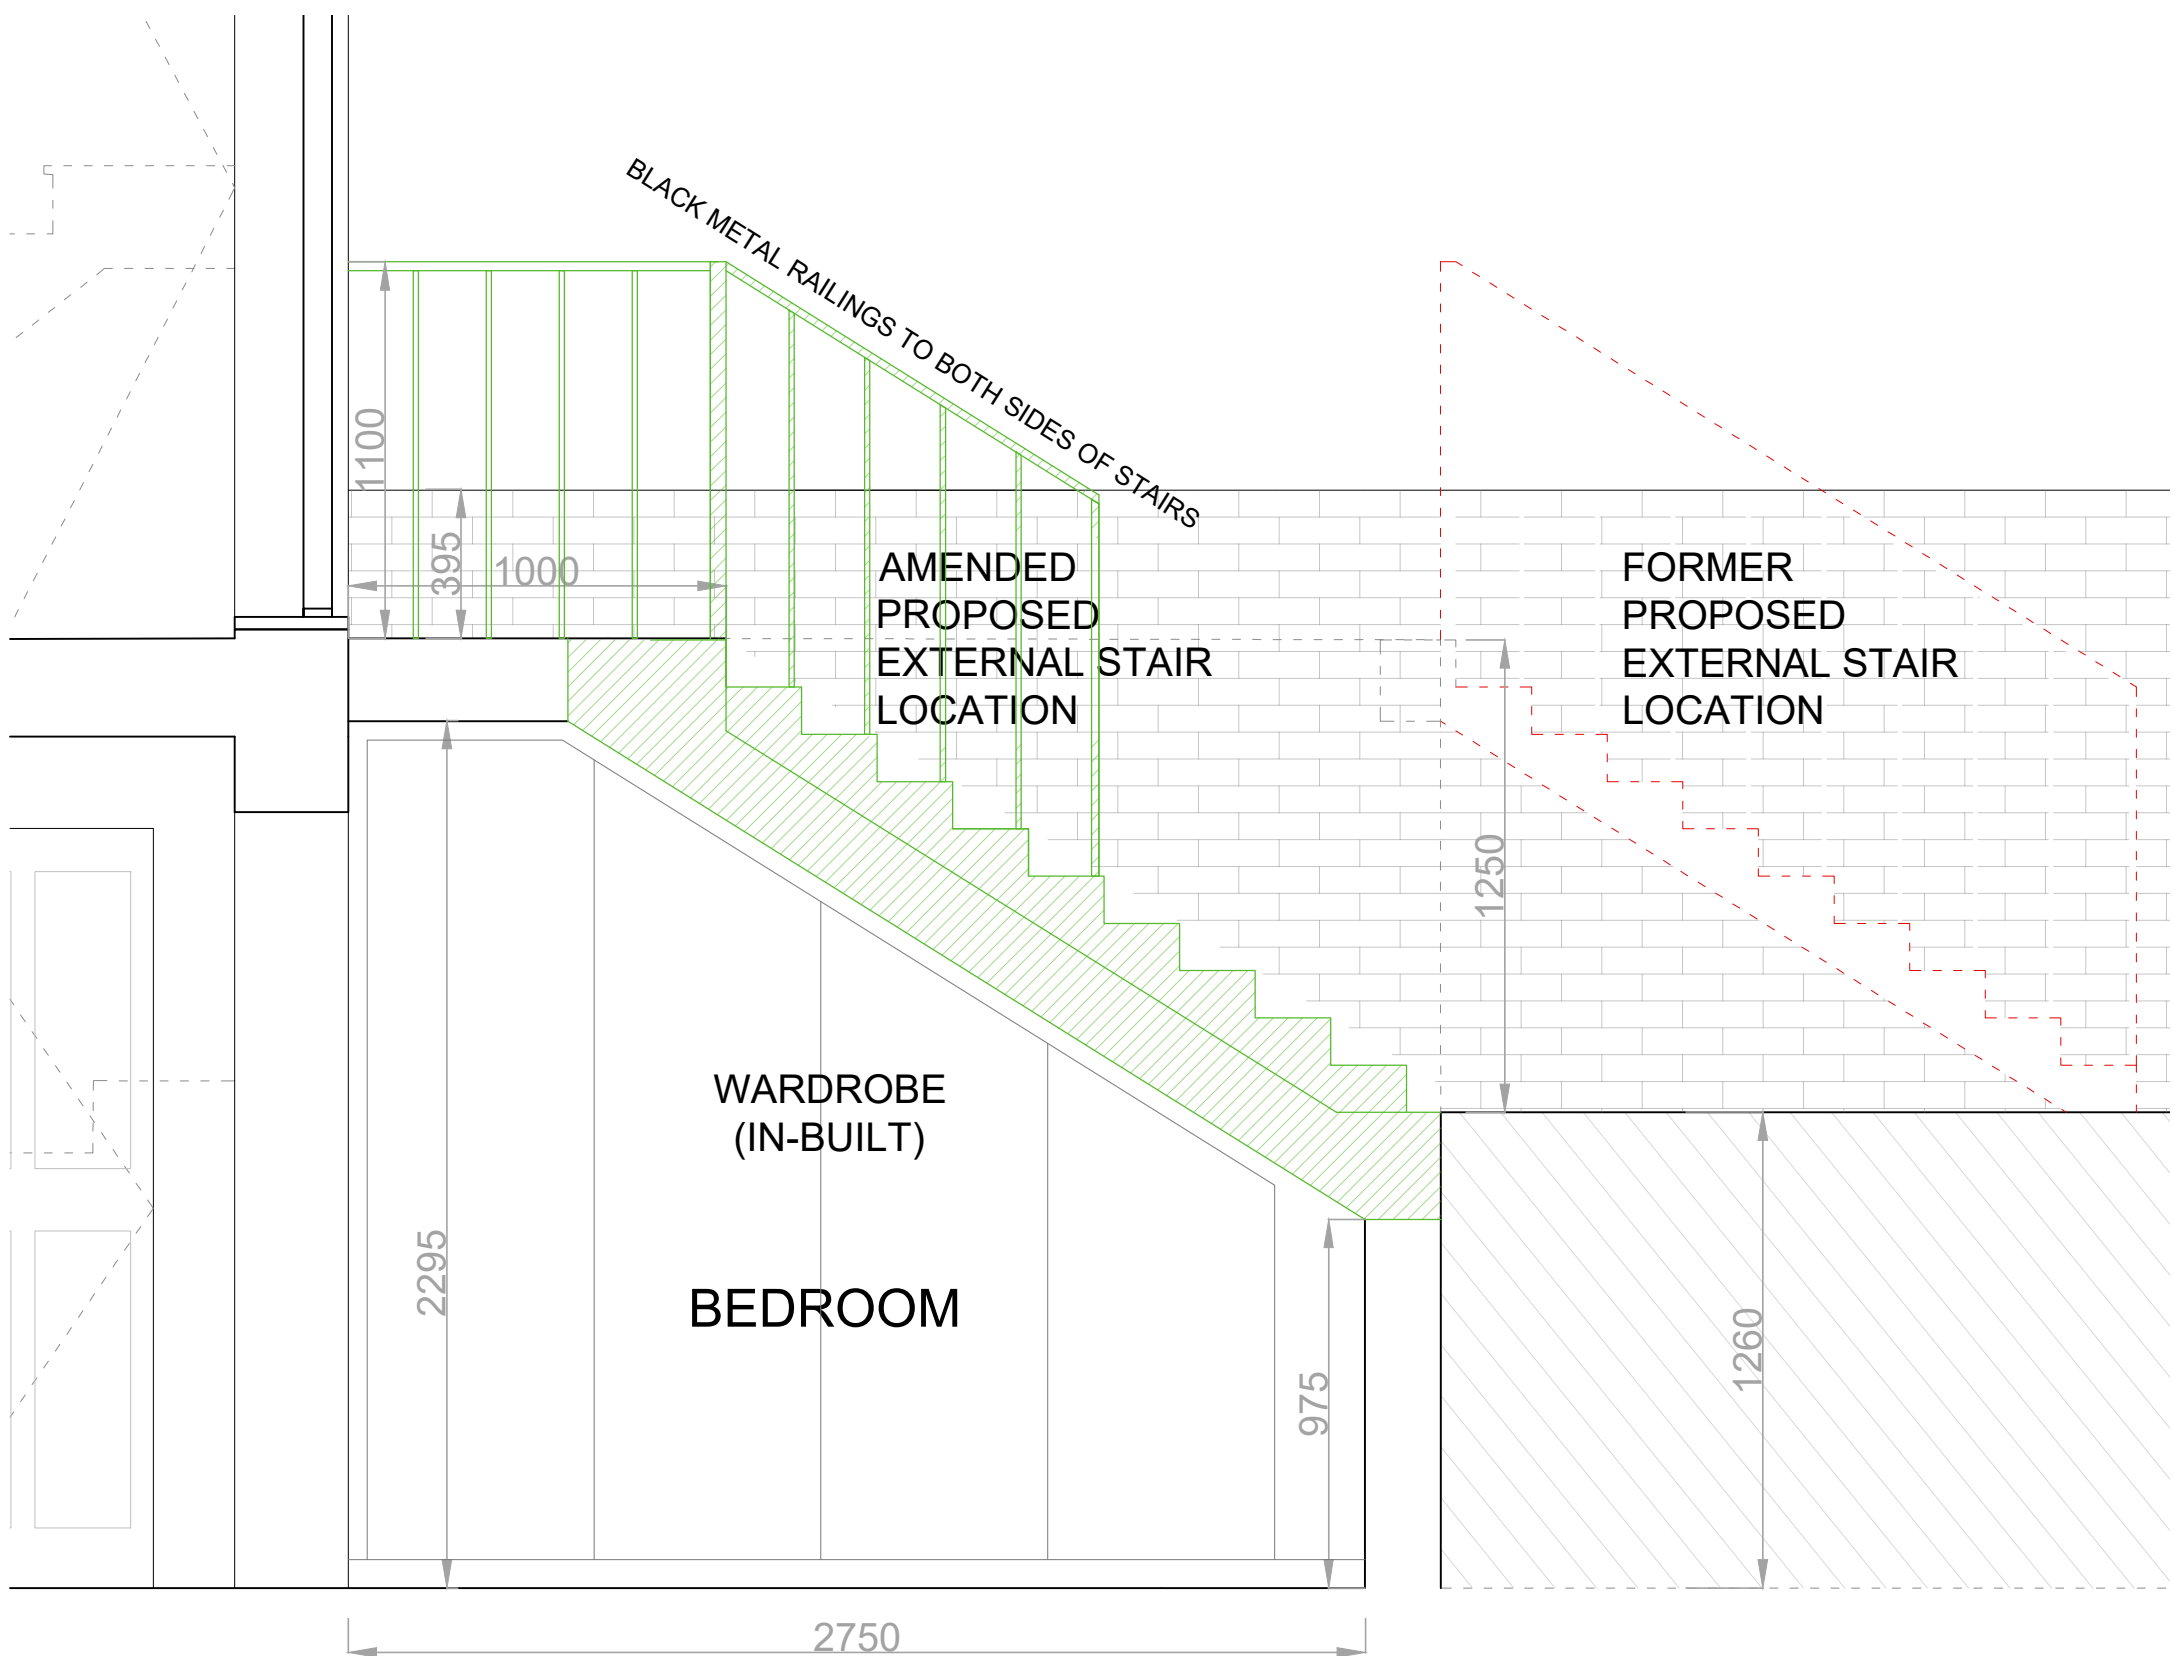 BLACK METAL RAILINGS TO BOTH SIDES OF STAIRS
1100
395
1000
AMENDED
PROPOSED
EXTERNAL STAIR
LOCATION
FORMER
PROPOSED
EXTERNAL STAIR
LOCATION
1250
WARDROBE
(IN-BUILT)
2295
BEDROOM
975
1260
2750